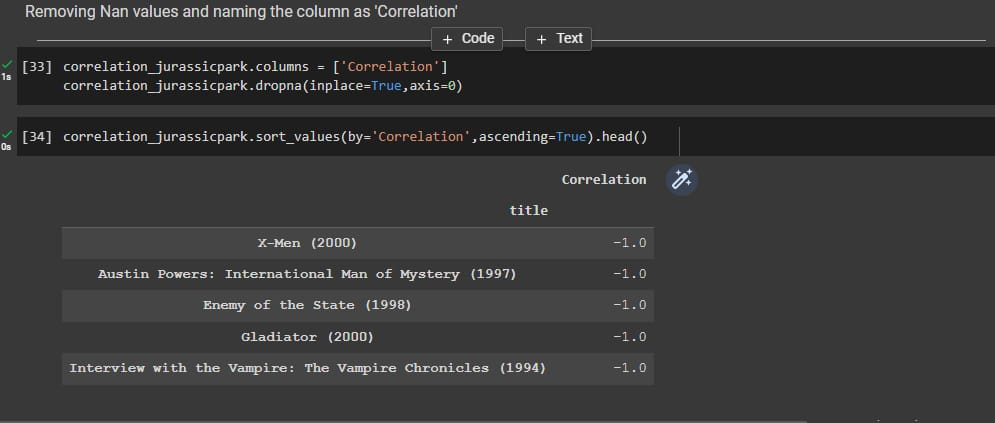 Removing Nan values and naming the column as 'Correlation'
+ Code + Text
[33] correlation_jurassicpark.columns = ['Correlation']
1s
correlation_jurassicpark.dropna(inplace=True,axis=0)
[34] correlation_jurassicpark.sort_values(by='Correlation',ascending=True).head()
0s
Correlation
title
X-Men (2000) -1.0
Austin Powers: International Man of Mystery (1997) -1.0
Enemy of the State (1998) -1.0
Gladiator (2000) -1.0
Interview with the Vampire: The Vampire Chronicles (1994) -1.0